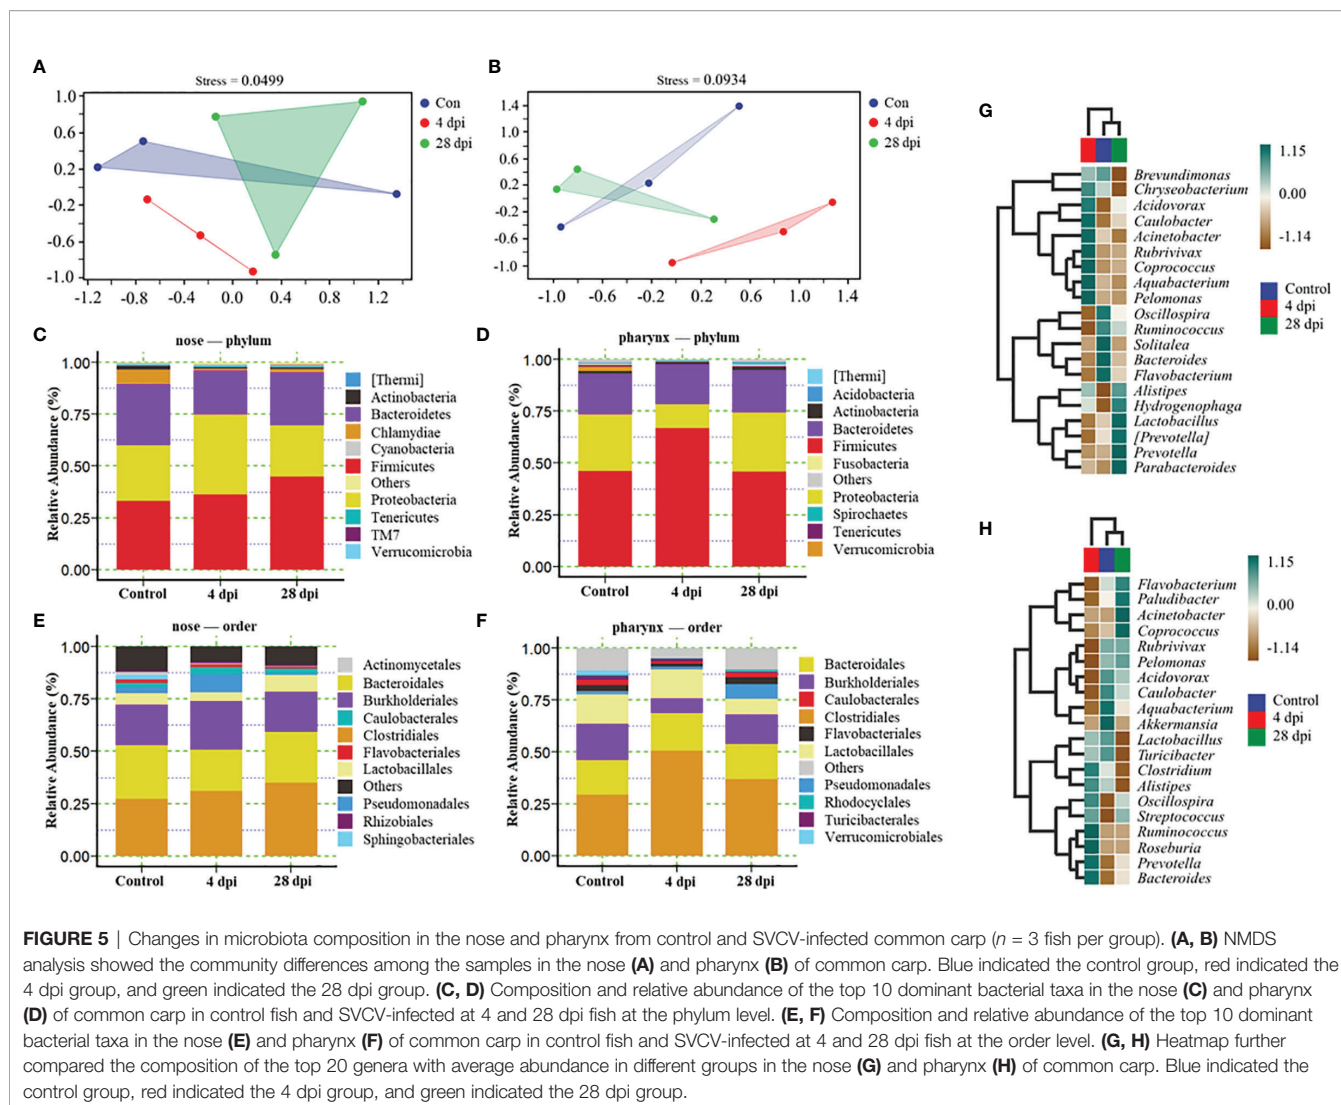 A
Stress = 0.0499
1.0
0.6
0.2
-0.2
-0.6
-1.0
-1.2
-0.8
-0.4
0.0
0.4
0.8
1.2
Con
4 dpi
28 dpi
B
Stress = 0.0934
1.4
1.0
0.6
0.2
-0.2
-0.6
-1.0
-1.0
-0.6
-0.2
0.2
0.6
1.0
1.4
Con
4 dpi
28 dpi
C
nose — phylum
Relative Abundance (%)
1.00
0.75
0.50
0.25
0.00
Control
4 dpi
28 dpi
[Thermi]
Actinobacteria
Bacteroidetes
Chlamydiae
Cyanobacteria
Firmicutes
Others
Proteobacteria
Tenericutes
TM7
Verrucomicrobia
D
pharynx — phylum
Relative Abundance (%)
1.00
0.75
0.50
0.25
0.00
Control
4 dpi
28 dpi
[Thermi]
Acidobacteria
Actinobacteria
Bacteroidetes
Firmicutes
Fusobacteria
Others
Proteobacteria
Spirochaetes
Tenericutes
Verrucomicrobia
E
nose — order
Relative Abundance (%)
1.00
0.75
0.50
0.25
0.00
Control
4 dpi
28 dpi
Actinomycetales
Bacteroidales
Burkholderiales
Caulobacterales
Clostridiales
Flavobacteriales
Lactobacillales
Others
Pseudomonadales
Rhizobiales
Sphingobacteriales
F
pharynx — order
Relative Abundance (%)
1.00
0.75
0.50
0.25
0.00
Control
4 dpi
28 dpi
Bacteroidales
Burkholderiales
Caulobacterales
Clostridiales
Flavobacteriales
Lactobacillales
Others
Pseudomonadales
Rhodocyclales
Turicibacterales
Verrucomicrobiales
G
Brevundimonas
Chryseobacterium
Acidovorax
Caulobacter
Acinetobacter
Rubrivivax
Coprococcus
Aquabacterium
Pelomonas
Oscillospira
Ruminococcus
Solitalea
Bacteroides
Flavobacterium
Alistipes
Hydrogenophaga
Lactobacillus
[Prevotella]
Prevotella
Parabacteroides
1.15
0.00
-1.14
Control
4 dpi
28 dpi
H
Flavobacterium
Paludibacter
Acinetobacter
Coprococcus
Rubrivivax
Pelomonas
Acidovorax
Caulobacter
Aquabacterium
Akkermansia
Lactobacillus
Turicibacter
Clostridium
Alistipes
Oscillospira
Streptococcus
Ruminococcus
Roseburia
Prevotella
Bacteroides
1.15
0.00
-1.14
Control
4 dpi
28 dpi
FIGURE 5 | Changes in microbiota composition in the nose and pharynx from control and SVCV-infected common carp (n = 3 fish per group). (A, B) NMDS
analysis showed the community differences among the samples in the nose (A) and pharynx (B) of common carp. Blue indicated the control group, red indicated the
4 dpi group, and green indicated the 28 dpi group. (C, D) Composition and relative abundance of the top 10 dominant bacterial taxa in the nose (C) and pharynx
(D) of common carp in control fish and SVCV-infected at 4 and 28 dpi fish at the phylum level. (E, F) Composition and relative abundance of the top 10 dominant
bacterial taxa in the nose (E) and pharynx (F) of common carp in control fish and SVCV-infected at 4 and 28 dpi fish at the order level. (G, H) Heatmap further
compared the composition of the top 20 genera with average abundance in different groups in the nose (G) and pharynx (H) of common carp. Blue indicated the
control group, red indicated the 4 dpi group, and green indicated the 28 dpi group.